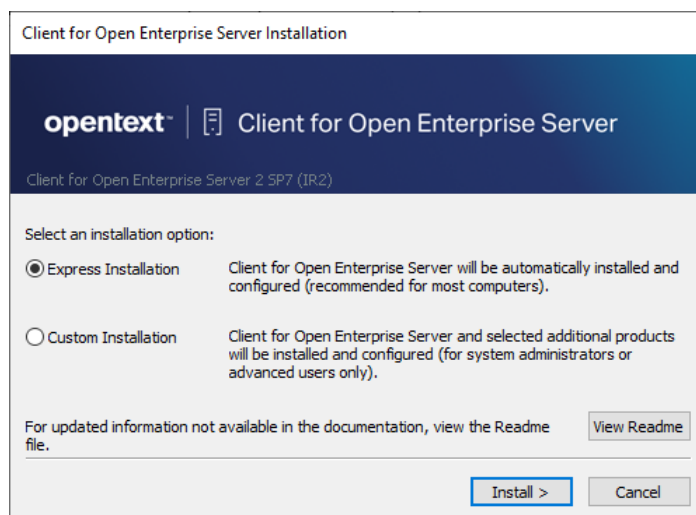 Client for Open Enterprise Server Installation
opentext™ Client for Open Enterprise Server
Client for Open Enterprise Server 2 SP7 (IR2)
Select an installation option:
Express Installation Client for Open Enterprise Server will be automatically installed and
configured (recommended for most computers).
Custom Installation Client for Open Enterprise Server and selected additional products
will be installed and configured (for system administrators or
advanced users only).
For updated information not available in the documentation, view the Readme
file.
View Readme
Install > Cancel